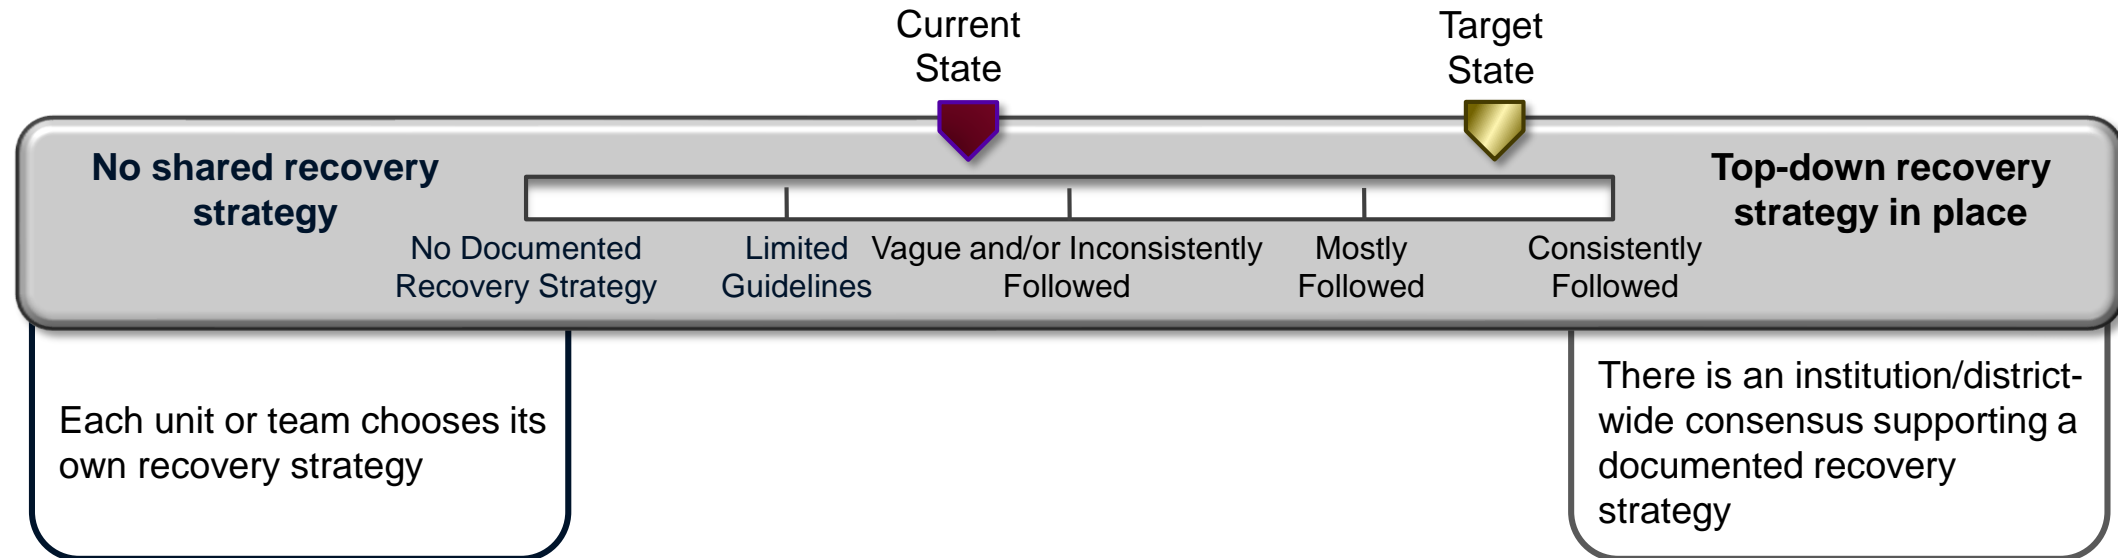 Current
State
Target
State
No shared recovery
strategy
Top-down recovery
strategy in place
No Documented
Recovery Strategy
Limited
Guidelines
Vague and/or Inconsistently
Followed
Mostly
Followed
Consistently
Followed
Each unit or team chooses its
own recovery strategy
There is an institution/district-
wide consensus supporting a
documented recovery
strategy